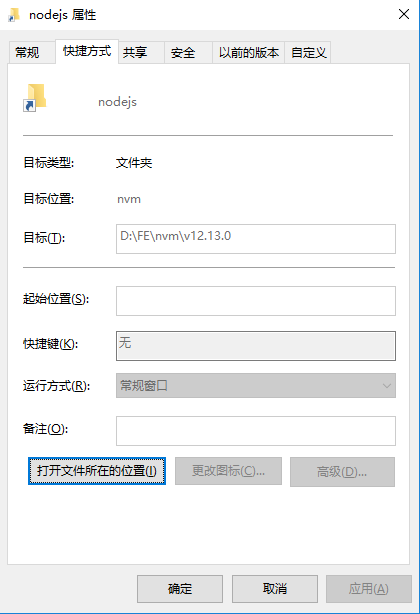 nodejs 属性
常规 快捷方式 共享 安全 以前的版本 自定义
nodejs
目标类型: 文件夹
目标位置: nvm
目标(T): D:\FE\nvm\v12.13.0
起始位置(S):
快捷键(K): 无
运行方式(R): 常规窗口
备注(O):
打开文件所在的位置(I) 更改图标(C)... 高级(D)...
确定 取消 应用(A)